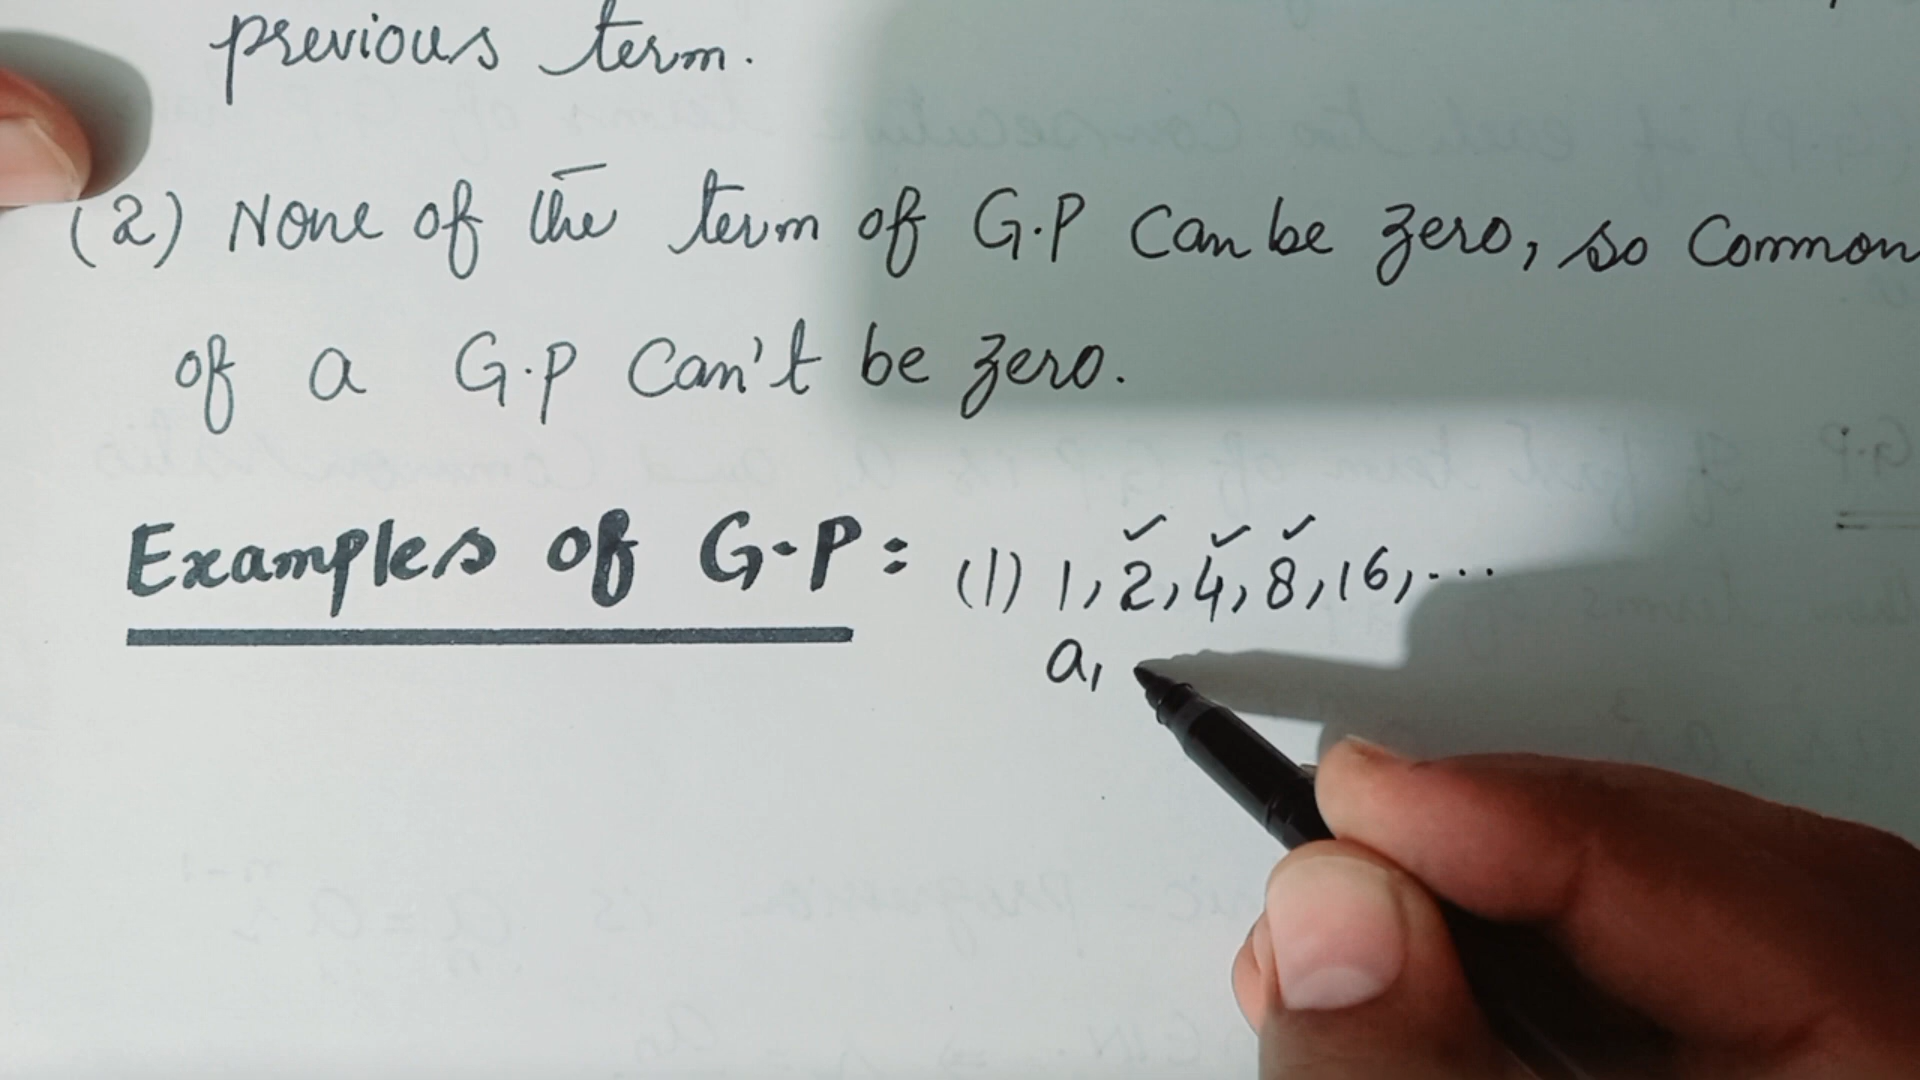 previous term.
(2) None of the term of G.P Can be zero, so Common
of a G.P Can't be zero.
Examples of G.P: (1) 1, 2, 4, 8, 16, ...
a,